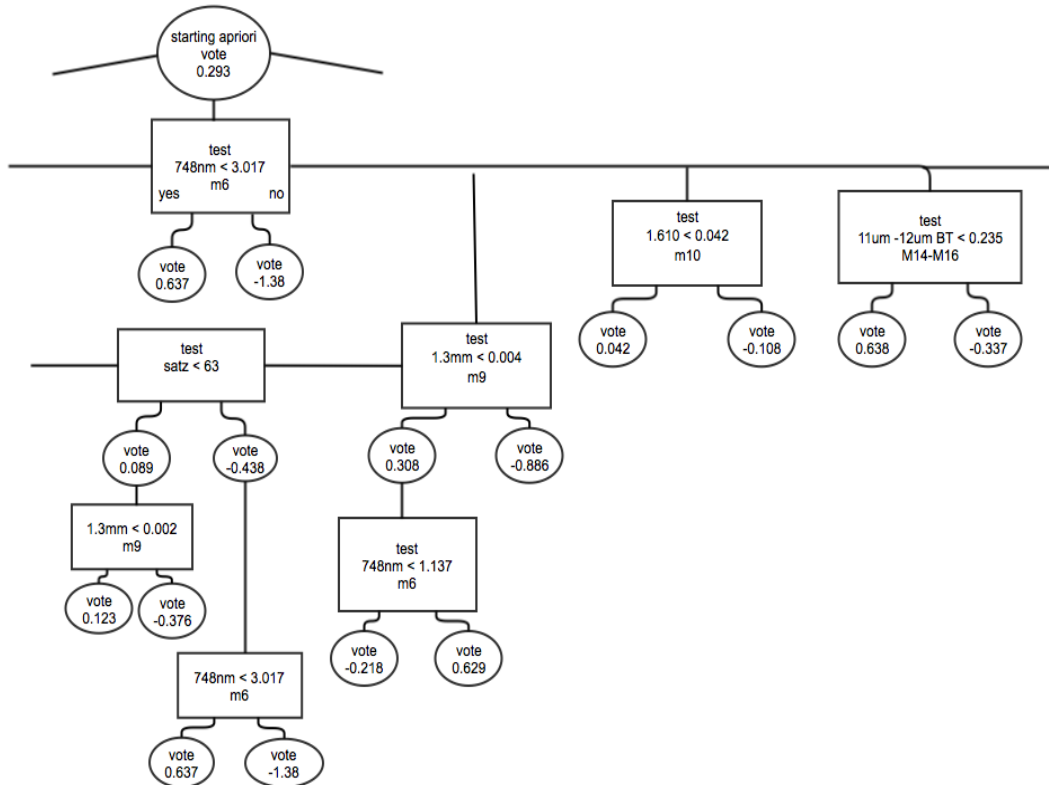 starting apriori
vote
0.293
test
748nm < 3.017
m6
yes
no
vote
0.637
vote
-1.38
test
1.610 < 0.042
m10
vote
0.042
vote
-0.108
test
11um -12um BT < 0.235
M14-M16
vote
0.638
vote
-0.337
test
1.3mm < 0.004
m9
vote
0.308
vote
-0.886
test
748nm < 1.137
m6
vote
-0.218
vote
0.629
test
satz < 63
vote
0.089
vote
-0.438
1.3mm < 0.002
m9
vote
0.123
vote
-0.376
748nm < 3.017
m6
vote
0.637
vote
-1.38